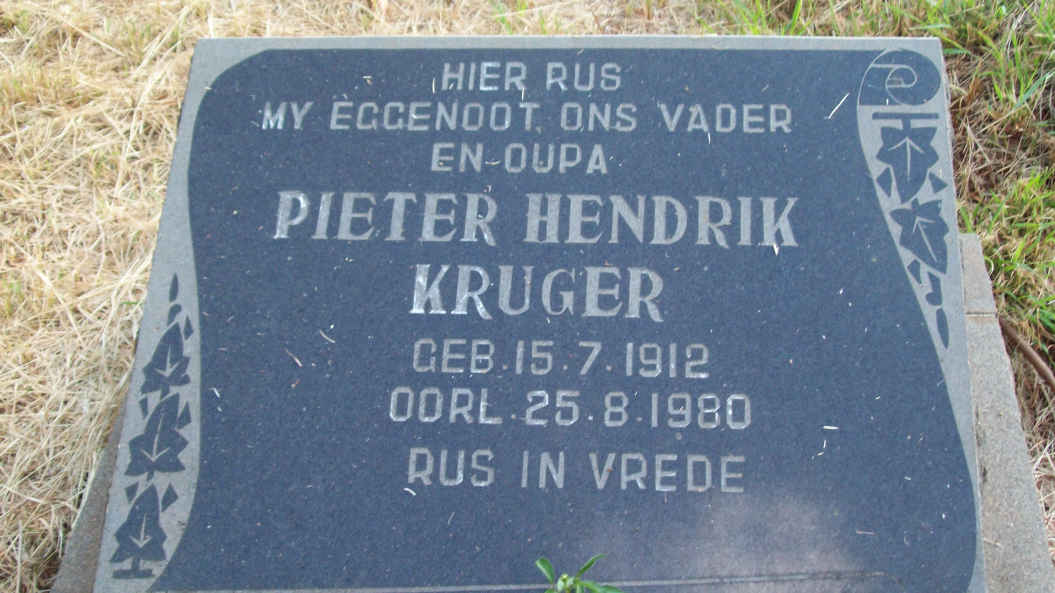 HIER RUS
MY EGGENOOT, ONS VADER
EN OUPA
PIETER HENDRIK
KRUGER
GEB. 15.7.1912
OORL. 25.8.1980
RUS IN VREDE